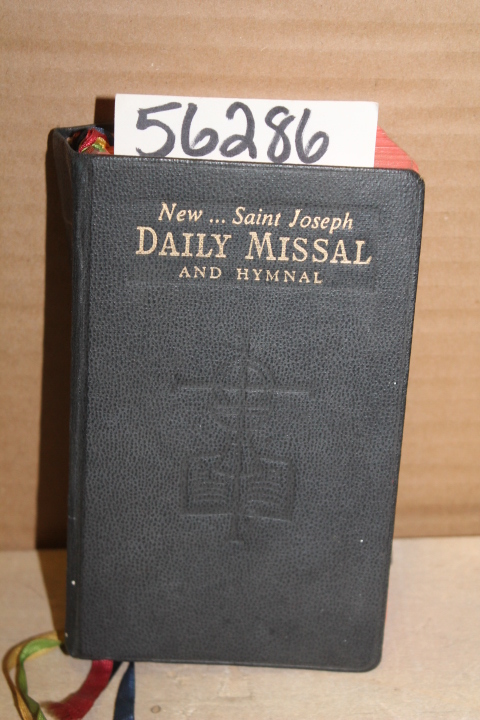 56286
New ... Saint Joseph
DAILY MISSAL
AND HYMNAL